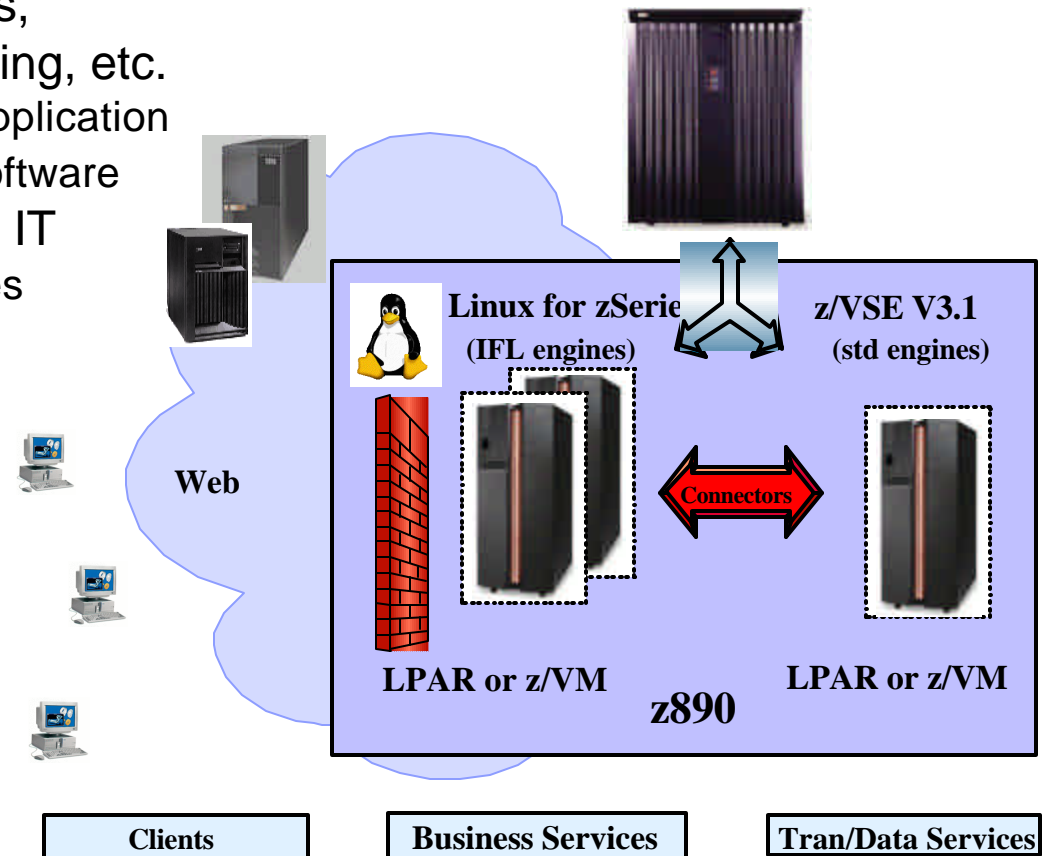 s,
ing, etc.
pplication
oftware
IT
es
Linux for zSerie
(IFL engines)
z/VSE V3.1
(std engines)
Web
Connectors
LPAR or z/VM
LPAR or z/VM
z890
Clients
Business Services
Tran/Data Services